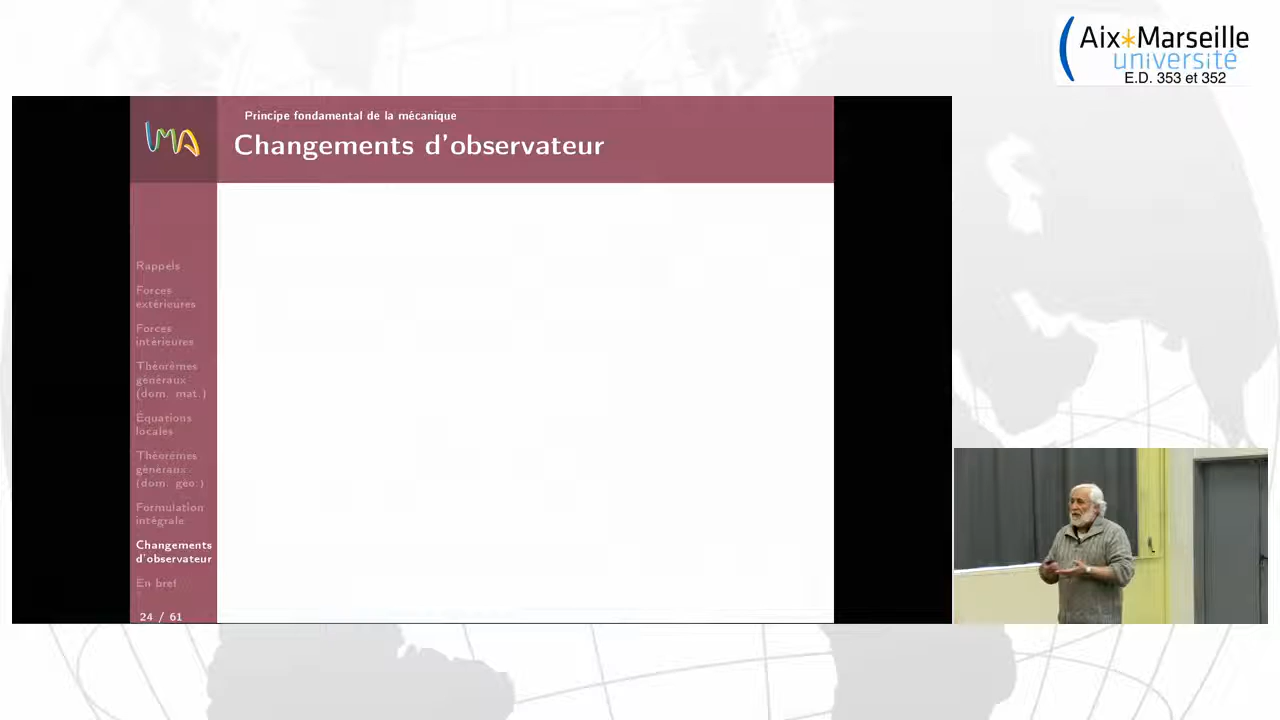 Aix*Marseille
université
E.D. 353 et 352
LMA
Principe fondamental de la mécanique
Changements d'observateur
Rappels
Forces
extérieures
Forces
intérieures
Théorèmes
généraux
(dom. mat.)
Équations
locales
Théorèmes
généraux
(dom. géo.)
Formulation
intégrale
Changements
d'observateur
En bref...
24 / 61